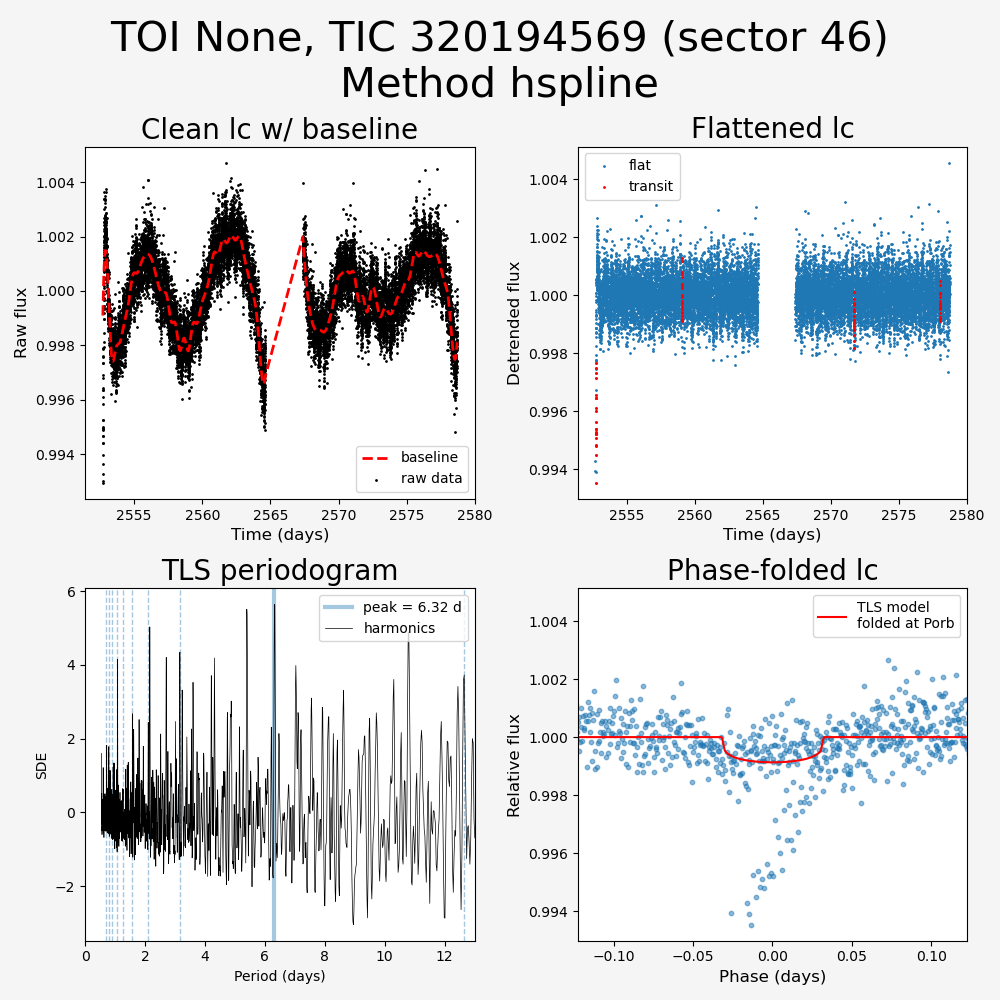 TOI None, TIC 320194569 (sector 46)
Method hspline
Clean lc w/ baseline
Raw flux
1.004
1.002
1.000
0.998
0.996
0.994
baseline
raw data
2555
2560
2565
2570
2575
2580
Time (days)
Flattened lc
Detrended flux
1.004
1.002
1.000
0.998
0.996
0.994
flat
transit
2555
2560
2565
2570
2575
2580
Time (days)
TLS periodogram
SDE
6
4
2
0
−2
peak = 6.32 d
harmonics
0
2
4
6
8
10
12
Period (days)
Phase-folded lc
Relative flux
1.004
1.002
1.000
0.998
0.996
0.994
TLS model
folded at Porb
−0.10
−0.05
0.00
0.05
0.10
Phase (days)